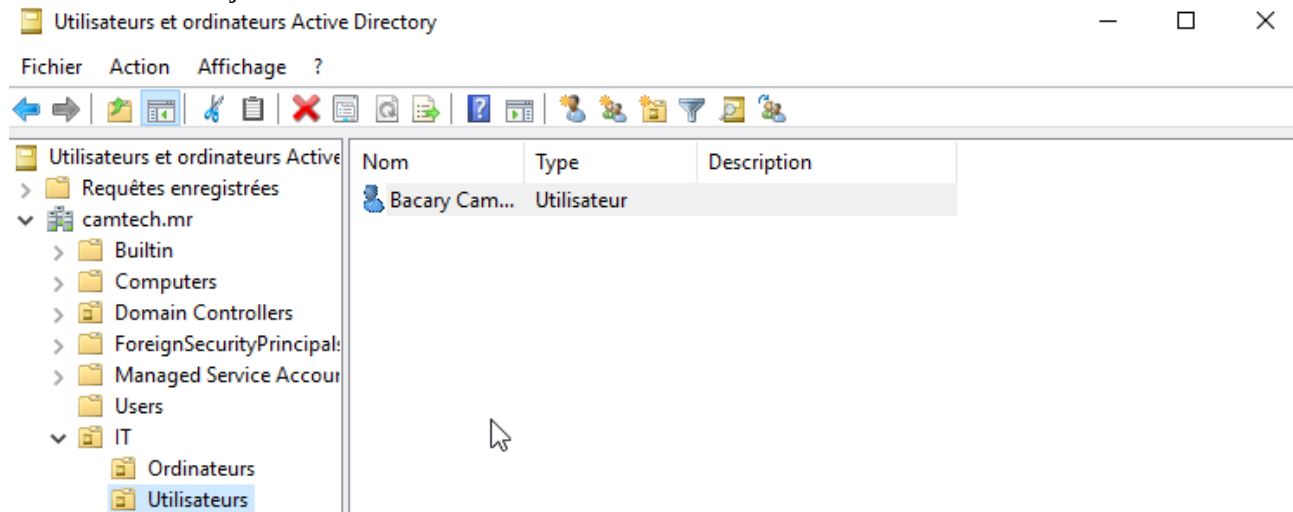 Utilisateurs et ordinateurs Active Directory
Fichier Action Affichage ?
Utilisateurs et ordinateurs Active
Requêtes enregistrées
camtech.mr
Builtin
Computers
Domain Controllers
ForeignSecurityPrincipals
Managed Service Accour
Users
IT
Ordinateurs
Utilisateurs
Nom Type Description
Bacary Cam... Utilisateur